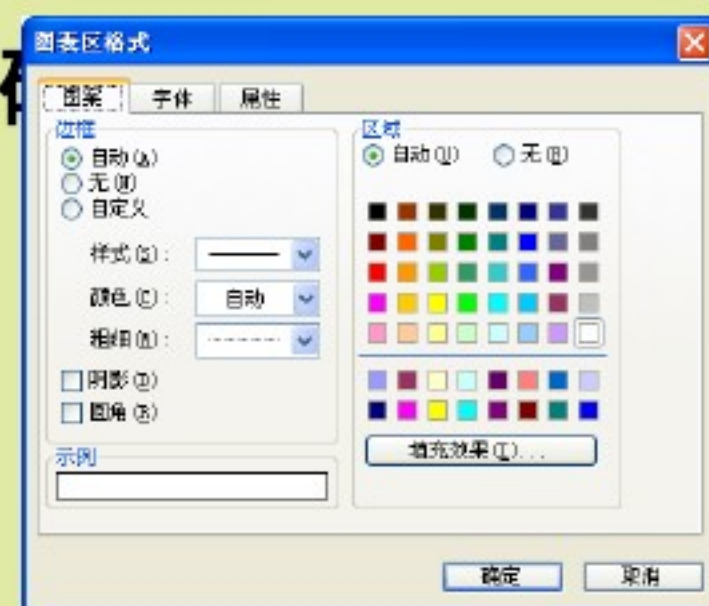 图表区格式
图案 字体 属性
边框
自动(A)
无(N)
自定义
样式(S):
颜色(C): 自动
粗细(W):
阴影(D)
圆角(R)
示例
区域
自动(U) 无(E)
填充效果(I)...
确定 取消